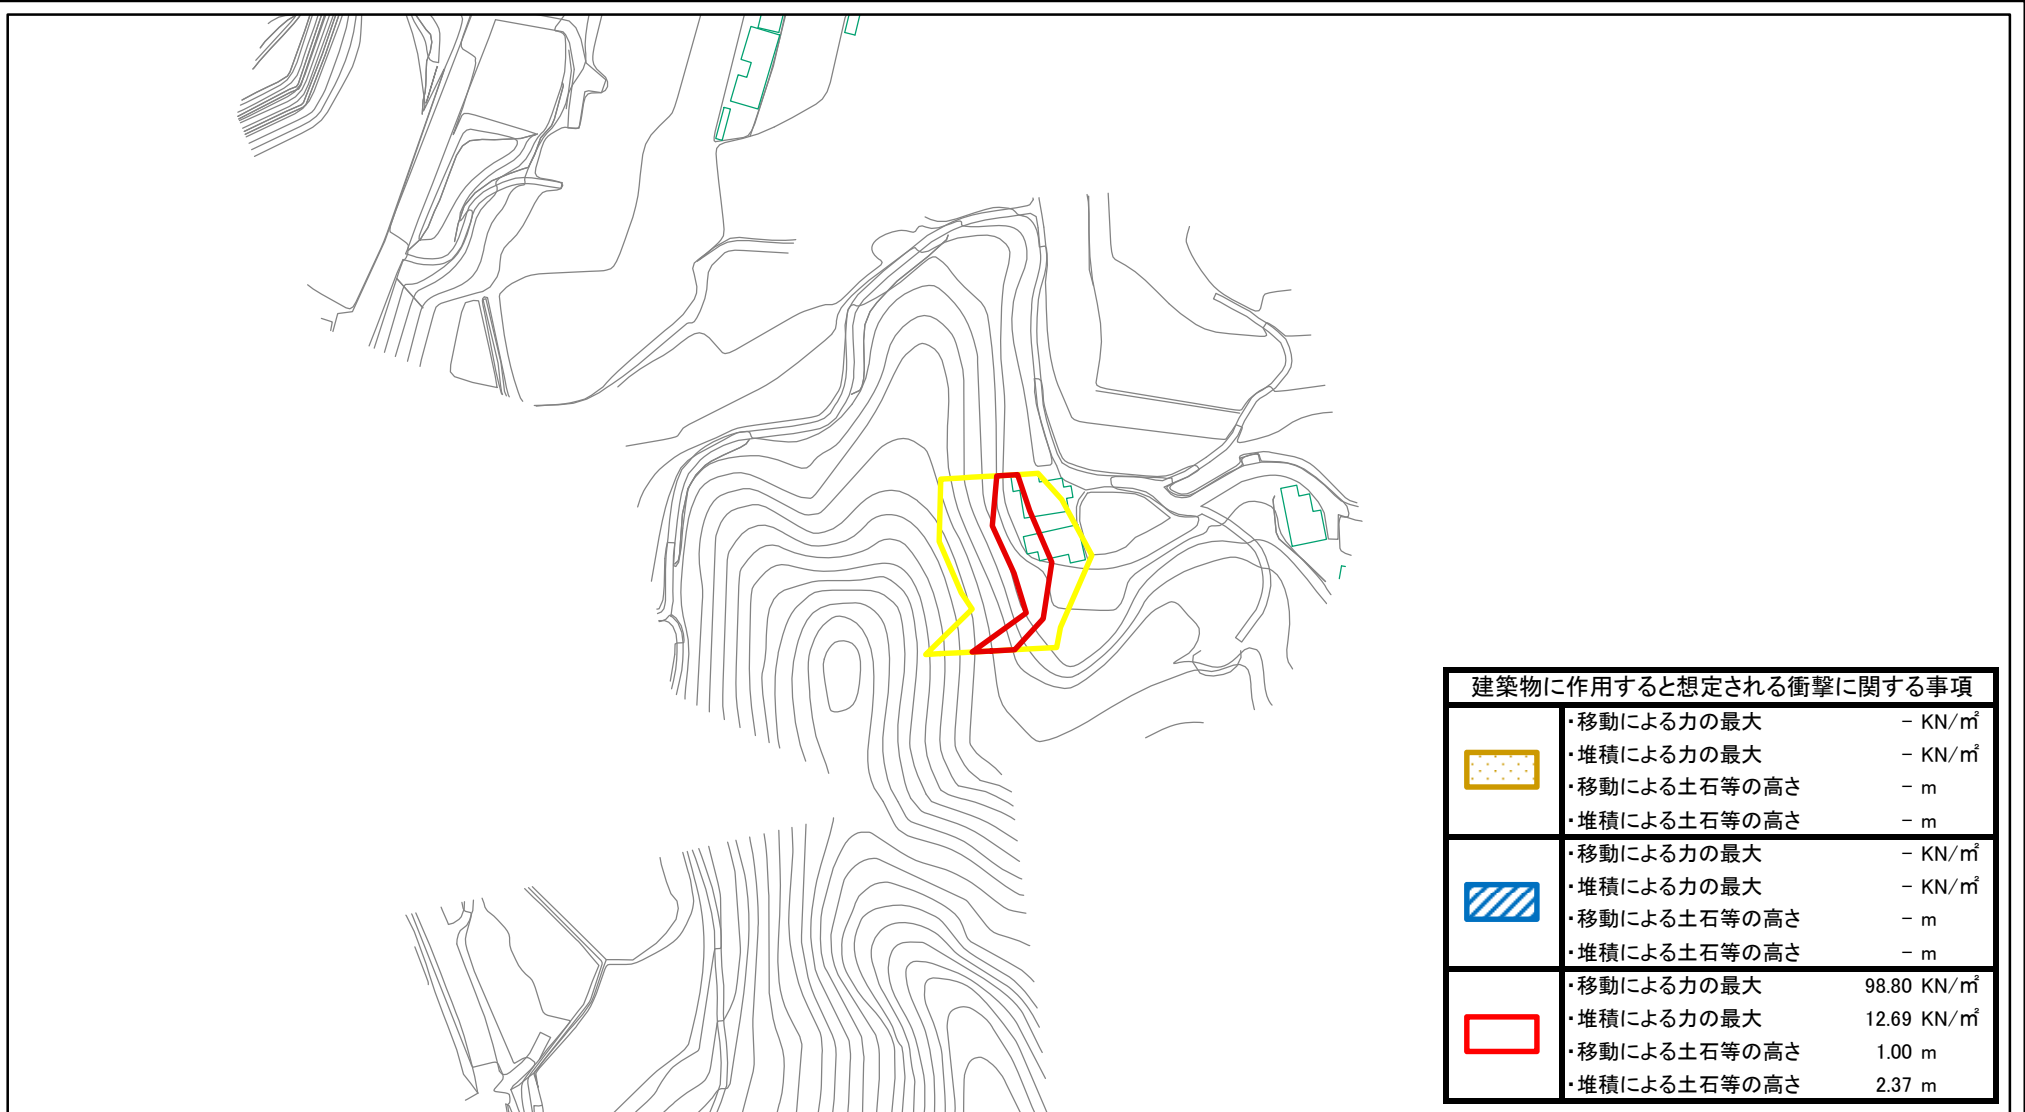 建築物に作用すると想定される衝撃に関する事項
・移動による力の最大 － KN/㎡
・堆積による力の最大 － KN/㎡
・移動による土石等の高さ － m
・堆積による土石等の高さ － m
・移動による力の最大 － KN/㎡
・堆積による力の最大 － KN/㎡
・移動による土石等の高さ － m
・堆積による土石等の高さ － m
・移動による力の最大 98.80 KN/㎡
・堆積による力の最大 12.69 KN/㎡
・移動による土石等の高さ 1.00 m
・堆積による土石等の高さ 2.37 m